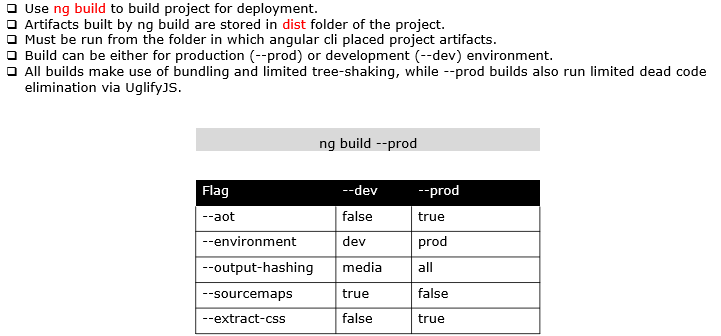 ❑ Use ng build to build project for deployment.
❑ Artifacts built by ng build are stored in dist folder of the project.
❑ Must be run from the folder in which angular cli placed project artifacts.
❑ Build can be either for production (--prod) or development (--dev) environment.
❑ All builds make use of bundling and limited tree-shaking, while --prod builds also run limited dead code
elimination via UglifyJS.
ng build --prod
Flag --dev --prod
--aot false true
--environment dev prod
--output-hashing media all
--sourcemaps true false
--extract-css false true